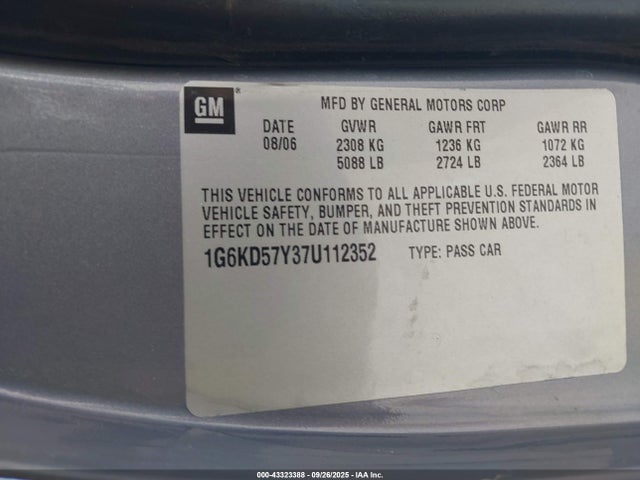 GM
MFD BY GENERAL MOTORS CORP
DATE GVWR GAWR FRT GAWR RR
08/06 2308 KG 1236 KG 1072 KG
5088 LB 2724 LB 2364 LB
THIS VEHICLE CONFORMS TO ALL APPLICABLE U.S. FEDERAL MOTOR
VEHICLE SAFETY, BUMPER, AND THEFT PREVENTION STANDARDS IN
EFFECT ON THE DATE OF MANUFACTURE SHOWN ABOVE.
1G6KD57Y37U112352 TYPE: PASS CAR
000-43323388 - 09/26/2025 - IAA Inc.